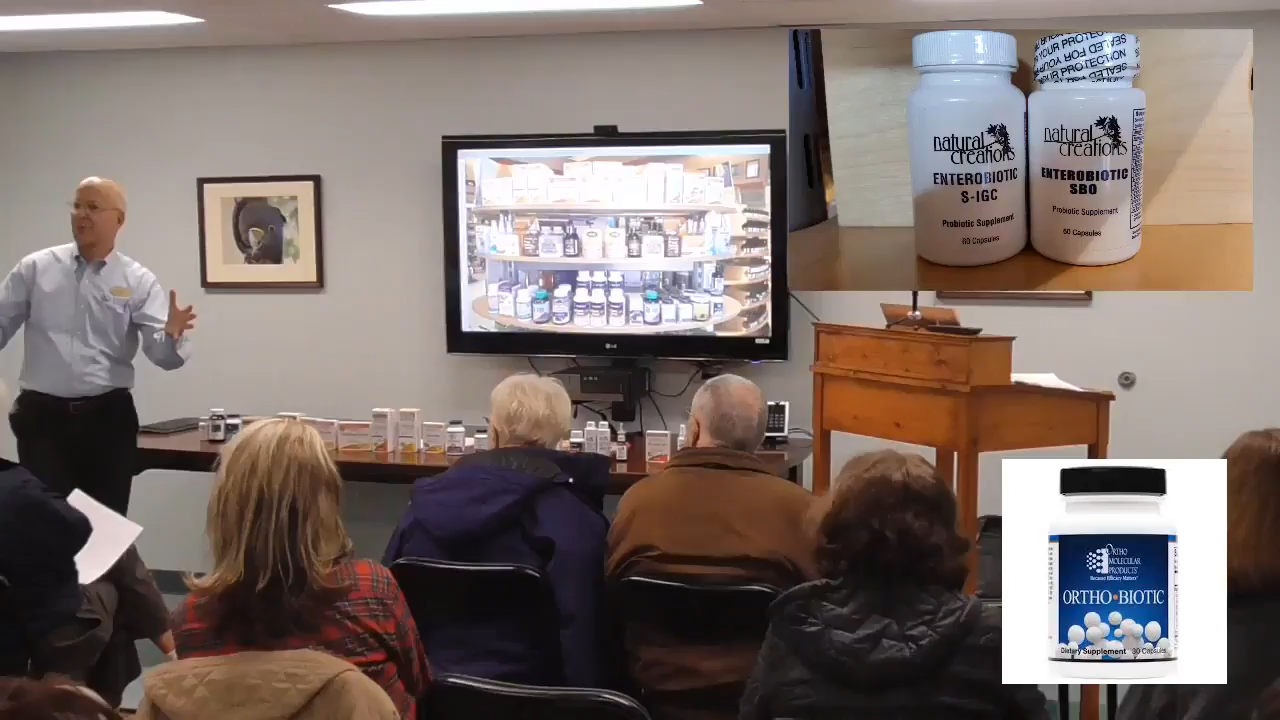 SEALED FOR YOUR PROTECTION
natural
creations
ENTEROBIOTIC
S-IGC
Probiotic Supplement
60 Capsules
natural
creations
ENTEROBIOTIC
SBO
Probiotic Supplement
60 Capsules
LG
ORTHO
MOLECULAR
PRODUCTS
Because Efficacy Matters
ORTHO•BIOTIC
Dietary Supplement 30 Capsules